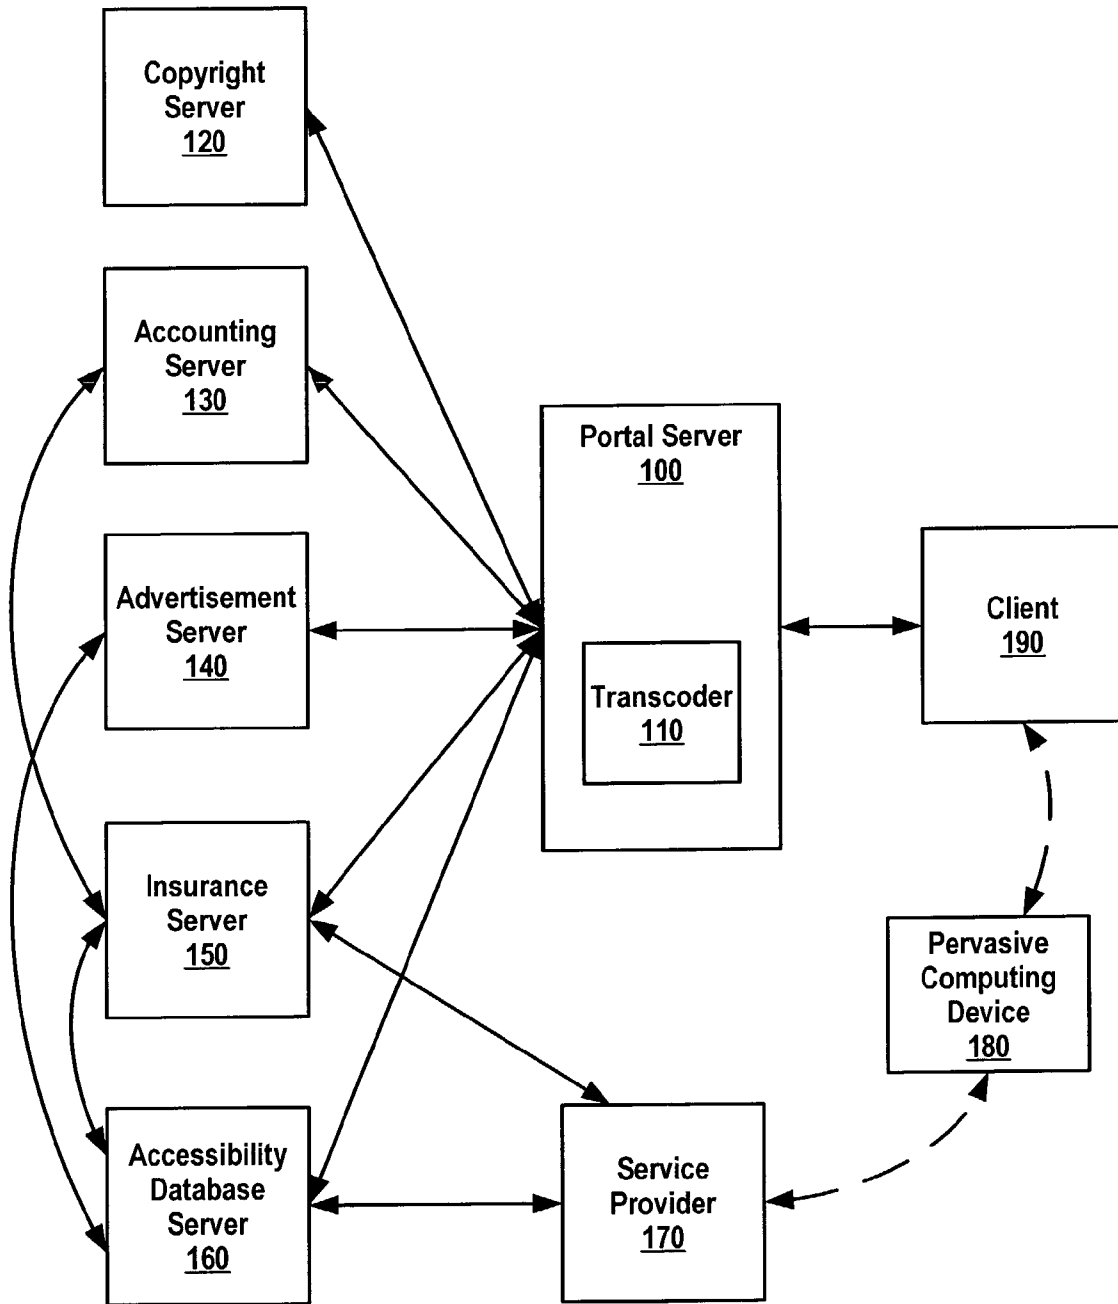 Copyright
Server
120
Accounting
Server
130
Portal Server
100
Advertisement
Server
140
Transcoder
110
Client
190
Insurance
Server
150
Pervasive
Computing
Device
180
Accessibility
Database
Server
160
Service
Provider
170